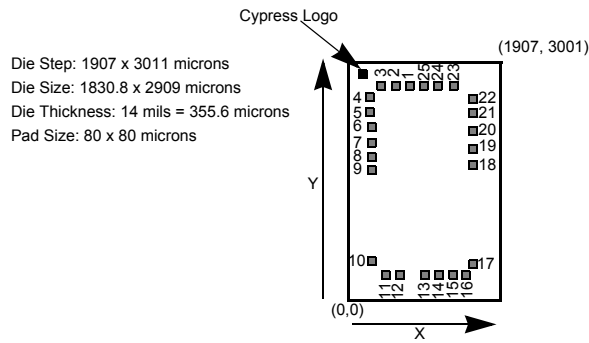 Cypress Logo
(1907, 3001)
Die Step: 1907 x 3011 microns
Die Size: 1830.8 x 2909 microns
Die Thickness: 14 mils = 355.6 microns
Pad Size: 80 x 80 microns
3 2 1 25 24 23
4 22
5 21
6 20
7 19
8 18
9
Y
10 17
11 12 13 14 15 16
(0,0)
X